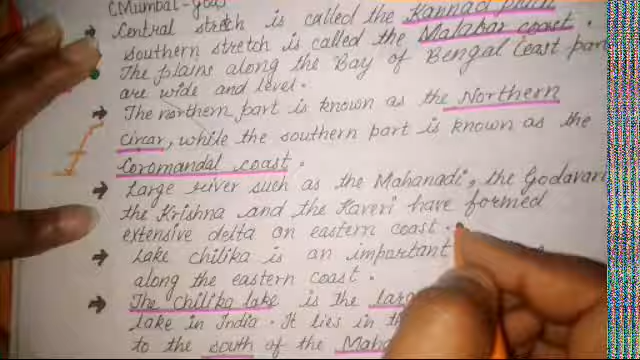 (Mumbai-Goa)
Central stretch is called the Kannad plain
southern stretch is called the Malabar coast.
The plains along the Bay of Bengal (east part
are wide and level.
The northern part is known as the Northern
circar, while the southern part is known as the
Coromandal coast.
Large river such as the Mahanadi, the Godavari
the Krishna and the Kaveri have formed
extensive delta on eastern coast.
Lake chilika is an important
along the eastern coast.
The Chilika lake is the
lake in India. It lies in
to the south of the